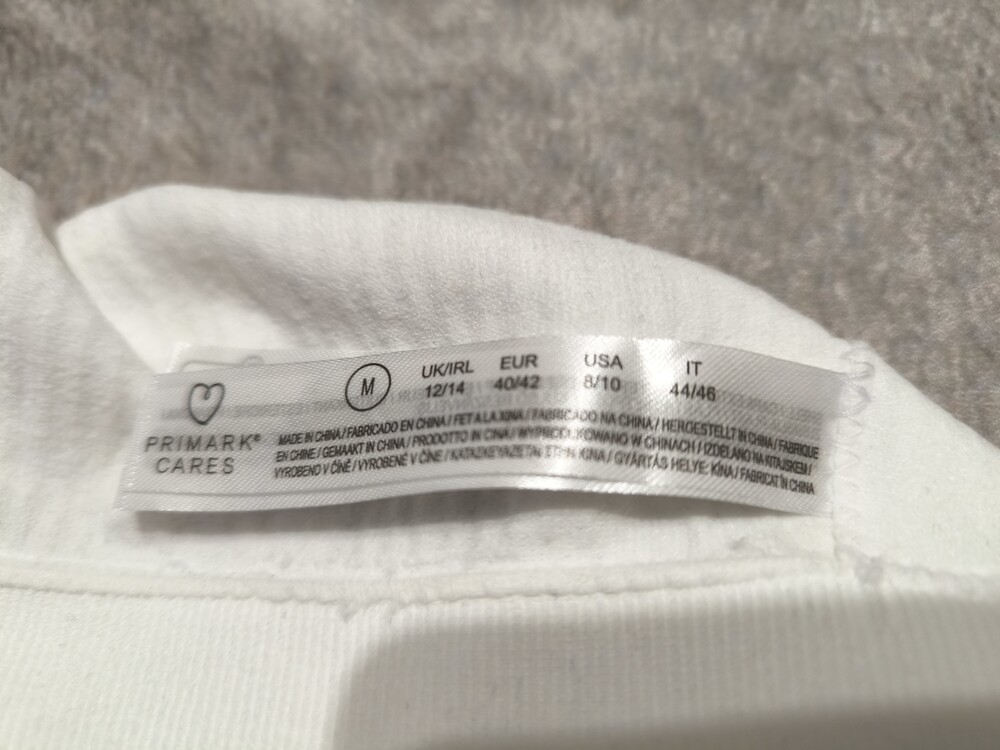 PRIMARK®
CARES
M
UK/IRL EUR USA IT
12/14 40/42 8/10 44/46
MADE IN CHINA / FABRICADO EN CHINA / FET A LA XINA / FABRICADO NA CHINA / HERGESTELLT IN CHINA / FABRIQUE
EN CHINE / GEMAAKT IN CHINA / PRODOTTO IN CINA / WYPRODUKOWANO W CHINACH / IZDELANO NA KITAJSKEM /
VYROBENO V ČÍNĚ / VYROBENÉ V ČÍNE / KINA / GYÁRTÁS HELYE: KÍNA / FABRICAT ÎN CHINA